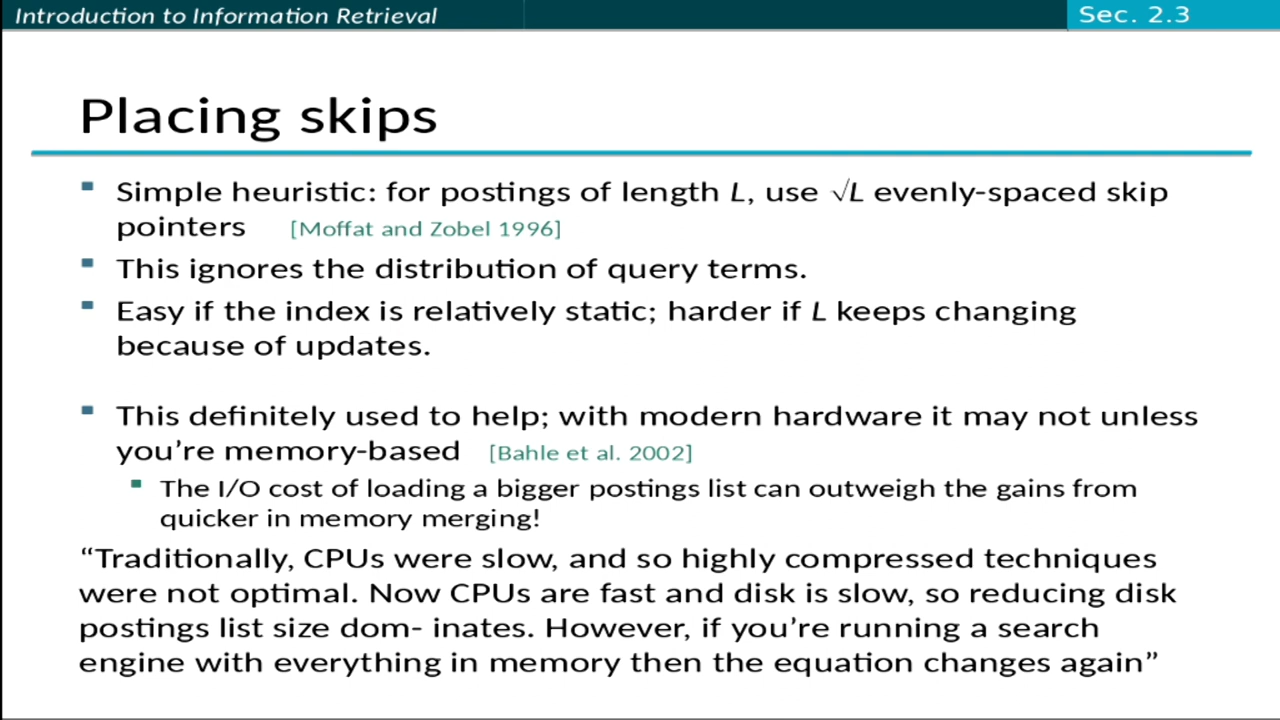 Introduction to Information Retrieval
Sec. 2.3
Placing skips
▪ Simple heuristic: for postings of length L, use √L evenly-spaced skip
pointers [Moffat and Zobel 1996]
▪ This ignores the distribution of query terms.
▪ Easy if the index is relatively static; harder if L keeps changing
because of updates.
▪ This definitely used to help; with modern hardware it may not unless
you’re memory-based [Bahle et al. 2002]
▪ The I/O cost of loading a bigger postings list can outweigh the gains from
quicker in memory merging!
“Traditionally, CPUs were slow, and so highly compressed techniques
were not optimal. Now CPUs are fast and disk is slow, so reducing disk
postings list size dom- inates. However, if you’re running a search
engine with everything in memory then the equation changes again”